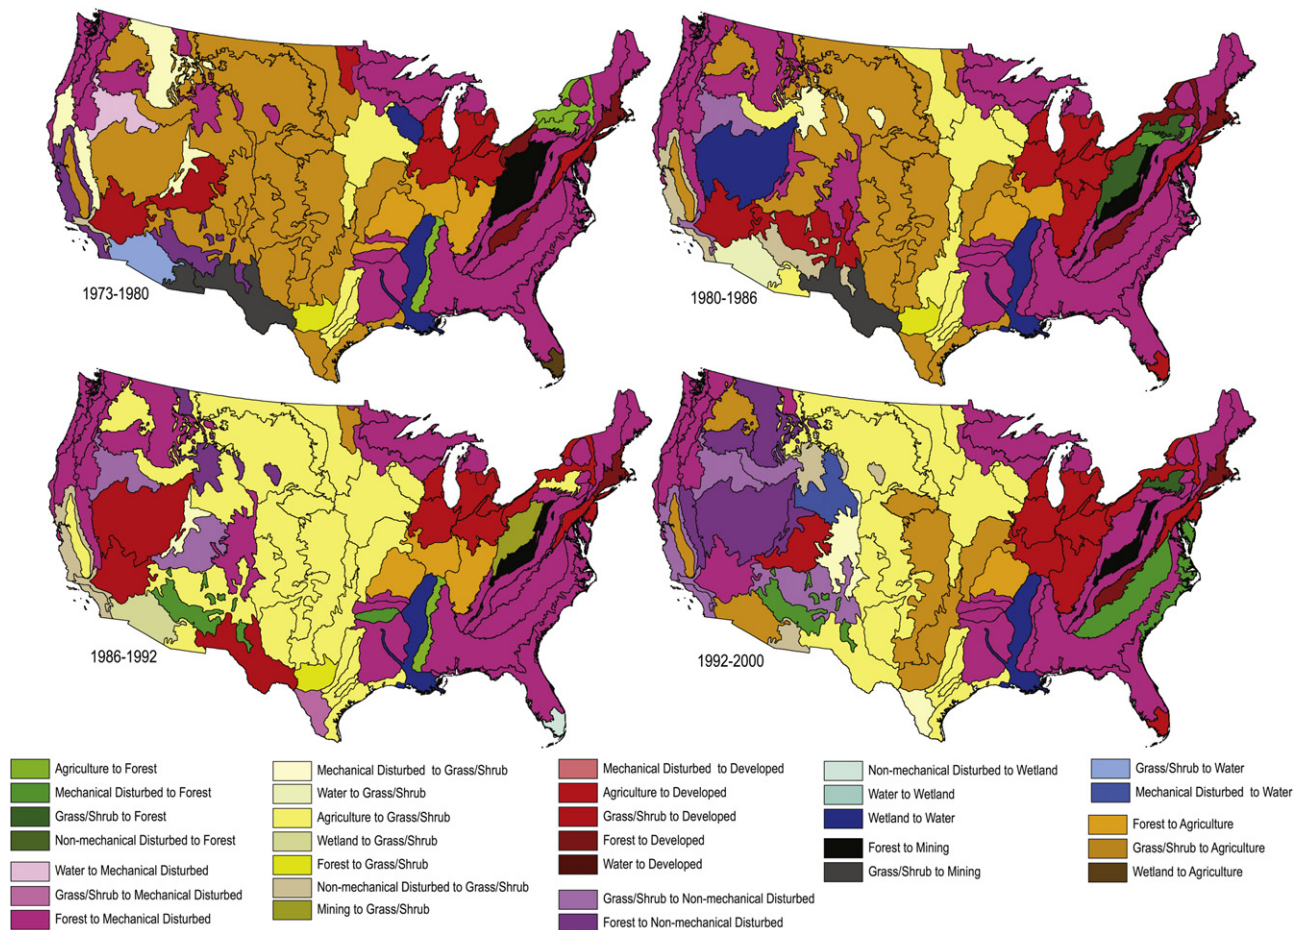 1973-1980
1980-1986
1986-1992
1992-2000
Agriculture to Forest
Mechanical Disturbed to Forest
Grass/Shrub to Forest
Non-mechanical Disturbed to Forest
Water to Mechanical Disturbed
Grass/Shrub to Mechanical Disturbed
Forest to Mechanical Disturbed
Mechanical Disturbed to Grass/Shrub
Water to Grass/Shrub
Agriculture to Grass/Shrub
Wetland to Grass/Shrub
Forest to Grass/Shrub
Non-mechanical Disturbed to Grass/Shrub
Mining to Grass/Shrub
Mechanical Disturbed to Developed
Agriculture to Developed
Grass/Shrub to Developed
Forest to Developed
Water to Developed
Grass/Shrub to Non-mechanical Disturbed
Forest to Non-mechanical Disturbed
Non-mechanical Disturbed to Wetland
Water to Wetland
Wetland to Water
Forest to Mining
Grass/Shrub to Mining
Grass/Shrub to Water
Mechanical Disturbed to Water
Forest to Agriculture
Grass/Shrub to Agriculture
Wetland to Agriculture